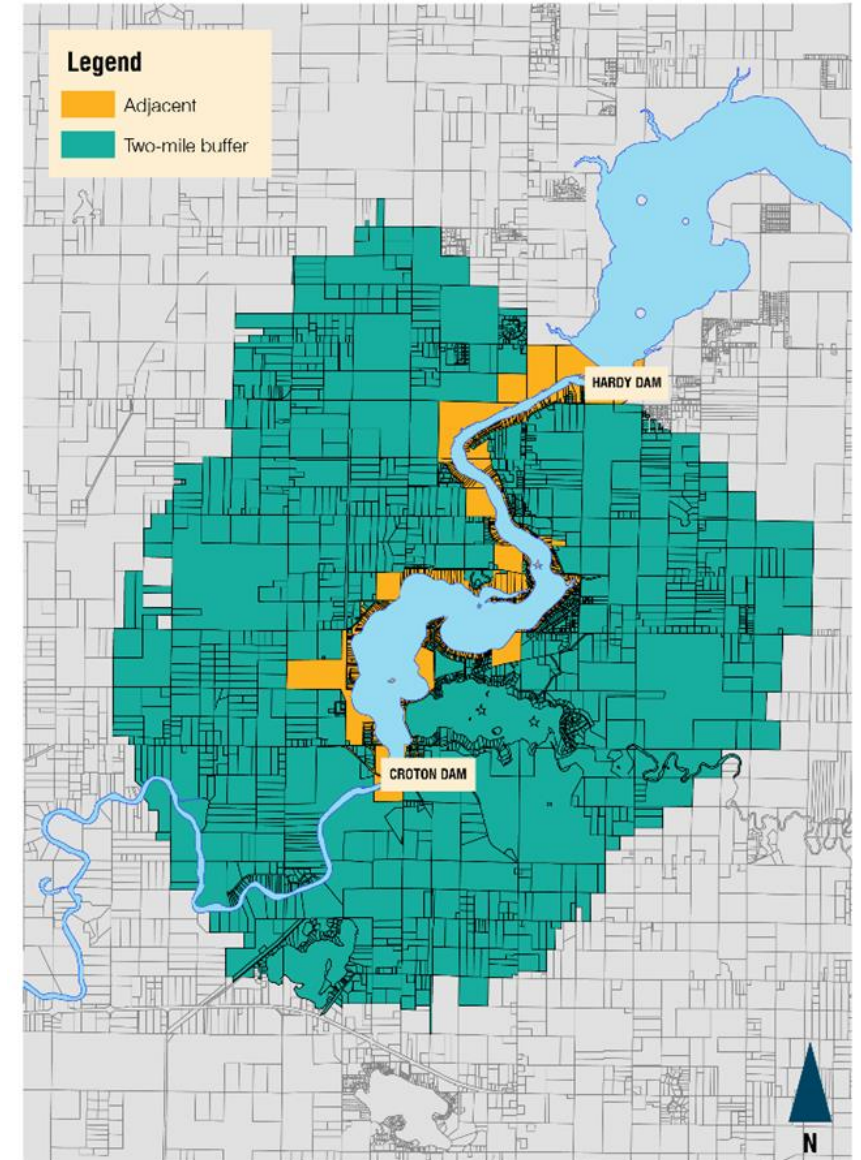 Legend
Adjacent
Two-mile buffer
HARDY DAM
CROTON DAM
N